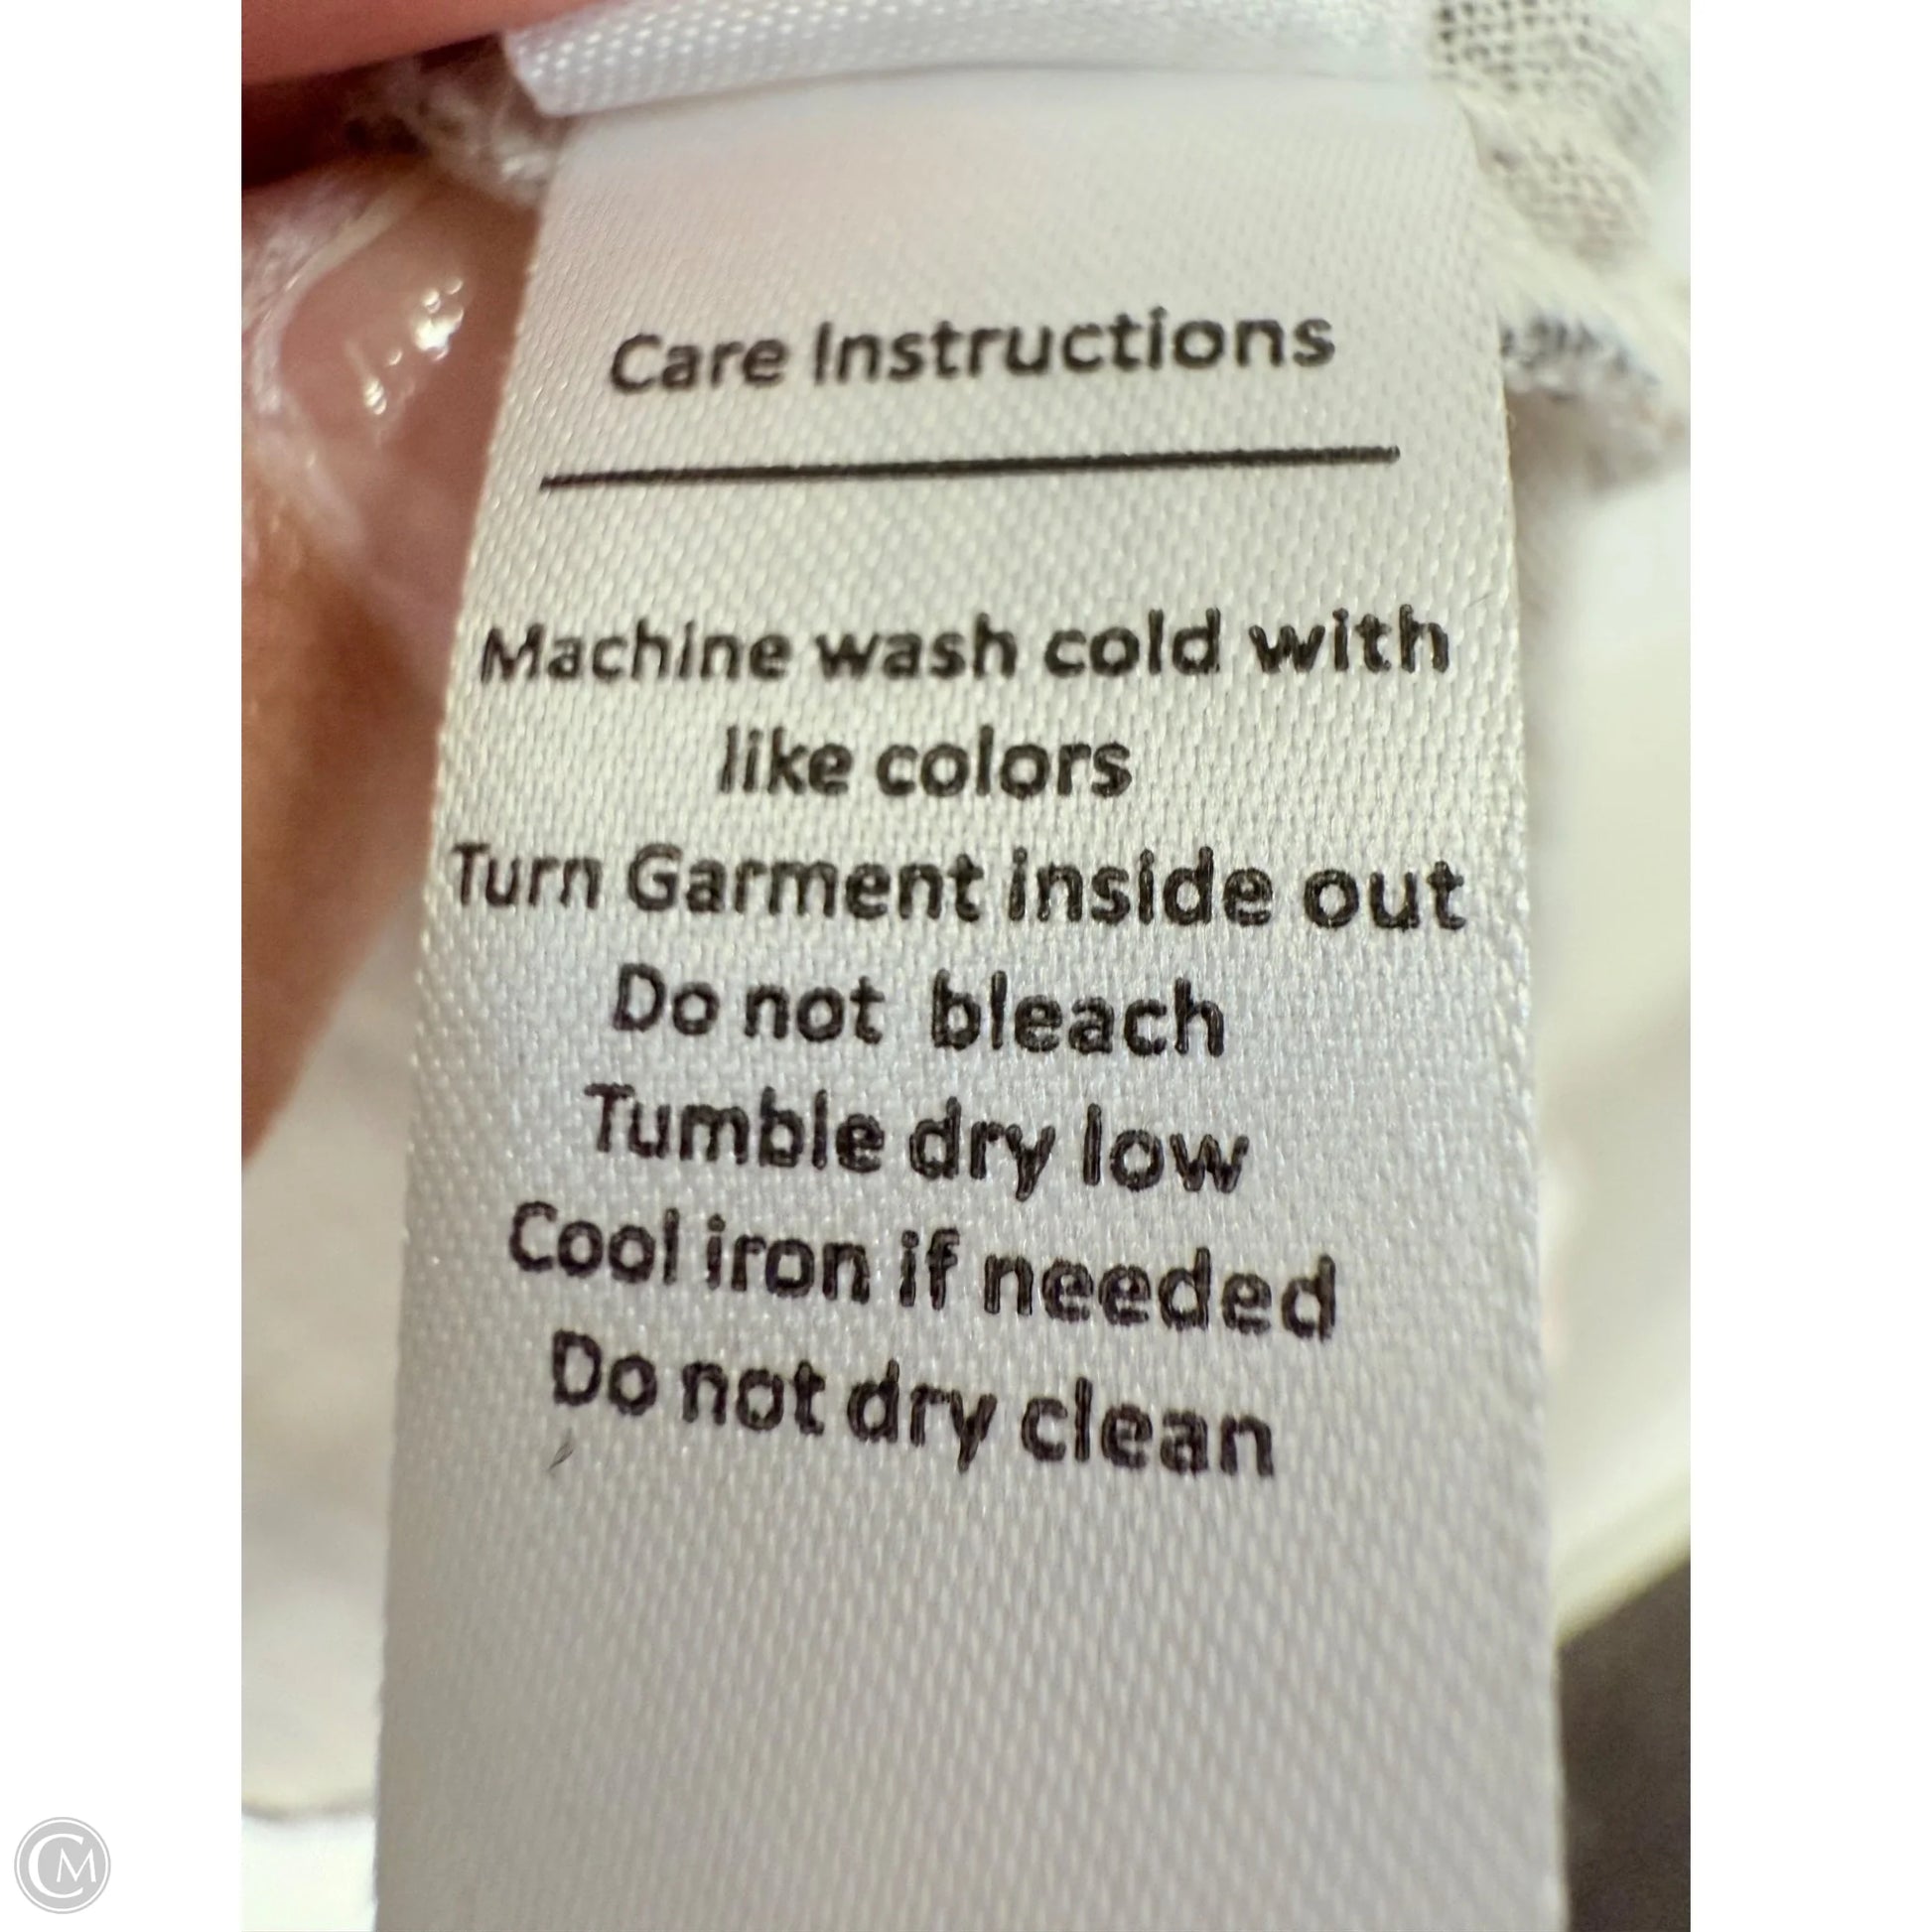 Care Instructions
Machine wash cold with
like colors
Turn Garment inside out
Do not bleach
Tumble dry low
Cool iron if needed
Do not dry clean
CM